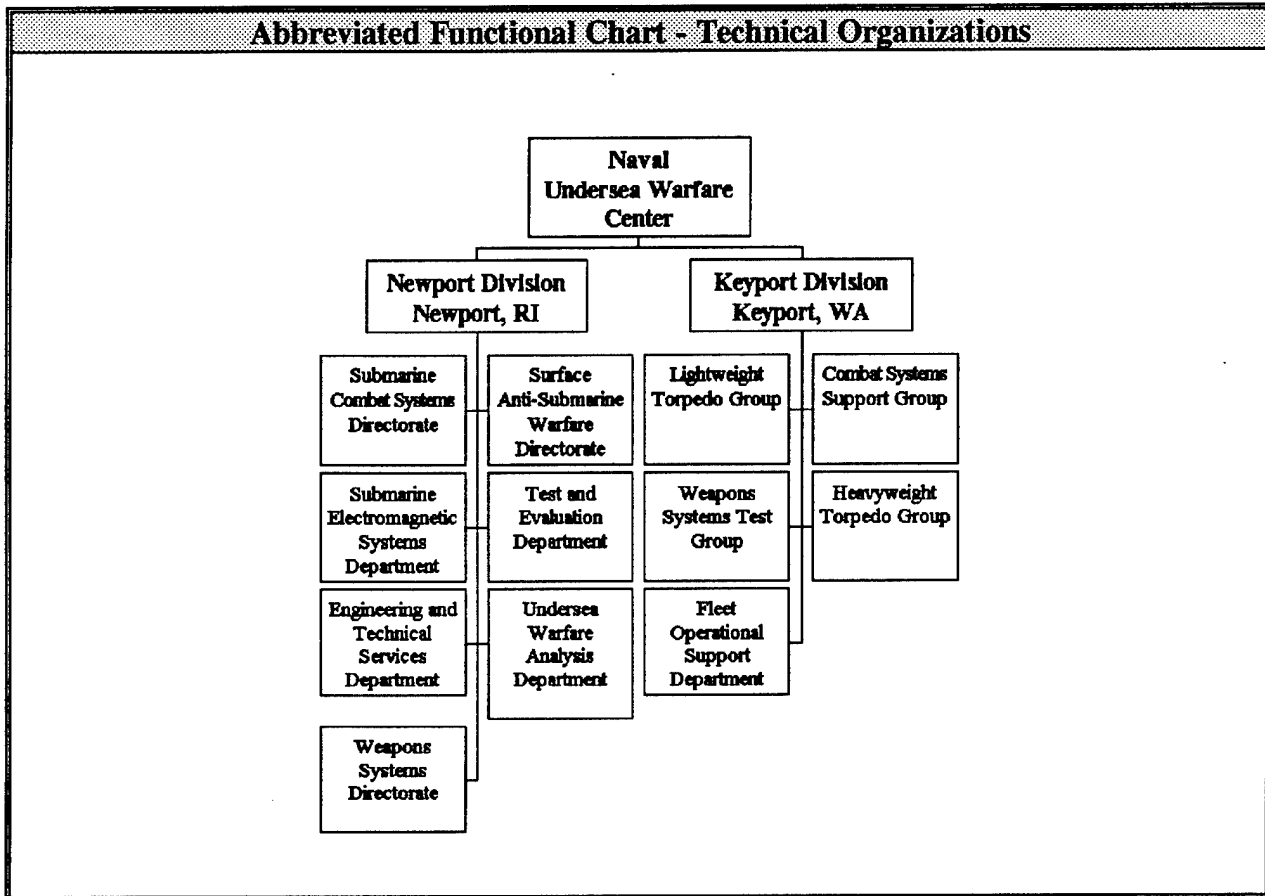 Abbreviated Functional Chart - Technical Organizations
Naval
Undersea Warfare
Center
Newport Division
Newport, RI
Keyport Division
Keyport, WA
Submarine
Combat Systems
Directorate
Surface
Anti-Submarine
Warfare
Directorate
Lightweight
Torpedo Group
Combat Systems
Support Group
Submarine
Electromagnetic
Systems
Department
Test and
Evaluation
Department
Weapons
Systems Test
Group
Heavyweight
Torpedo Group
Engineering and
Technical
Services
Department
Undersea
Warfare
Analysis
Department
Fleet
Operational
Support
Department
Weapons
Systems
Directorate